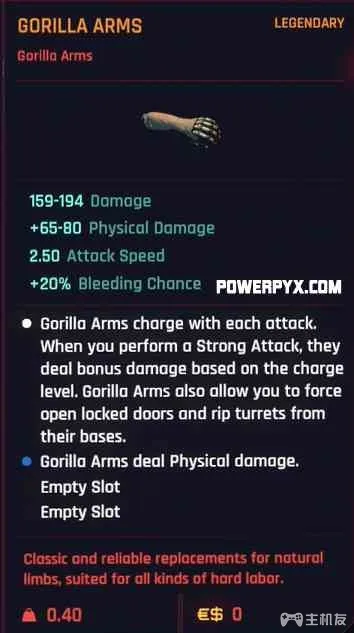 GORILLA ARMS LEGENDARY
Gorilla Arms
159-194 Damage
+65-80 Physical Damage
2.50 Attack Speed
+20% Bleeding Chance
POWERPYX.COM
Gorilla Arms charge with each attack.
When you perform a Strong Attack, they
deal bonus damage based on the charge
level. Gorilla Arms also allow you to force
open locked doors and rip turrets from
their bases.
Gorilla Arms deal Physical damage.
Empty Slot
Empty Slot
Classic and reliable replacements for natural
limbs, suited for all kinds of hard labor.
0.40 €$ 0
主机友